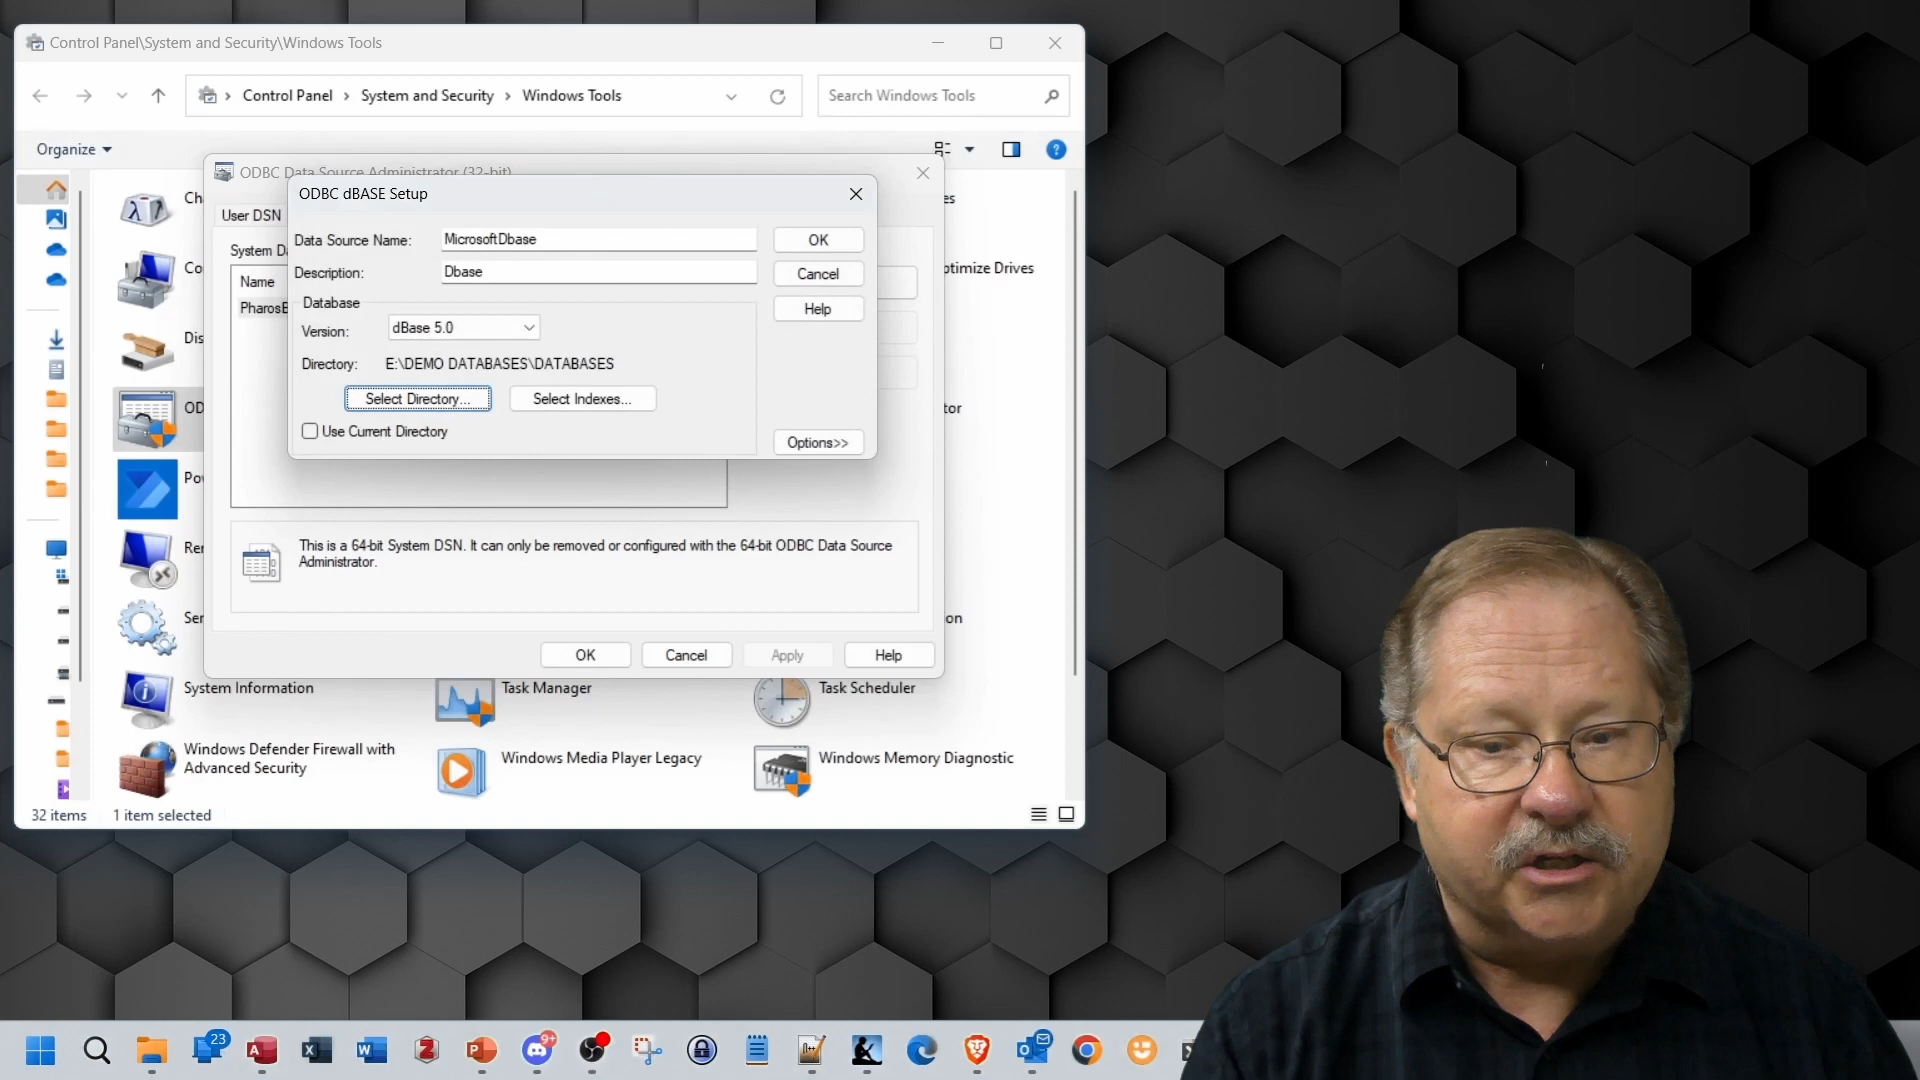 Control Panel\System and Security\Windows Tools
Control Panel > System and Security > Windows Tools
Search Windows Tools
Organize
ODBC Data Source Administrator (32-bit)
ODBC dBASE Setup
User DSN
Data Source Name: MicrosoftDbase
OK
System
Description: Dbase
Cancel
Optimize Drives
Name
Database
Help
Version: dBase 5.0
Directory: E:\DEMO DATABASES\DATABASES
Select Directory...
Select Indexes...
Use Current Directory
Options>>
This is a 64-bit System DSN. It can only be removed or configured with the 64-bit ODBC Data Source
Administrator.
OK
Cancel
Apply
Help
System Information
Task Manager
Task Scheduler
Windows Defender Firewall with
Advanced Security
Windows Media Player Legacy
Windows Memory Diagnostic
32 items
1 item selected
23
9+